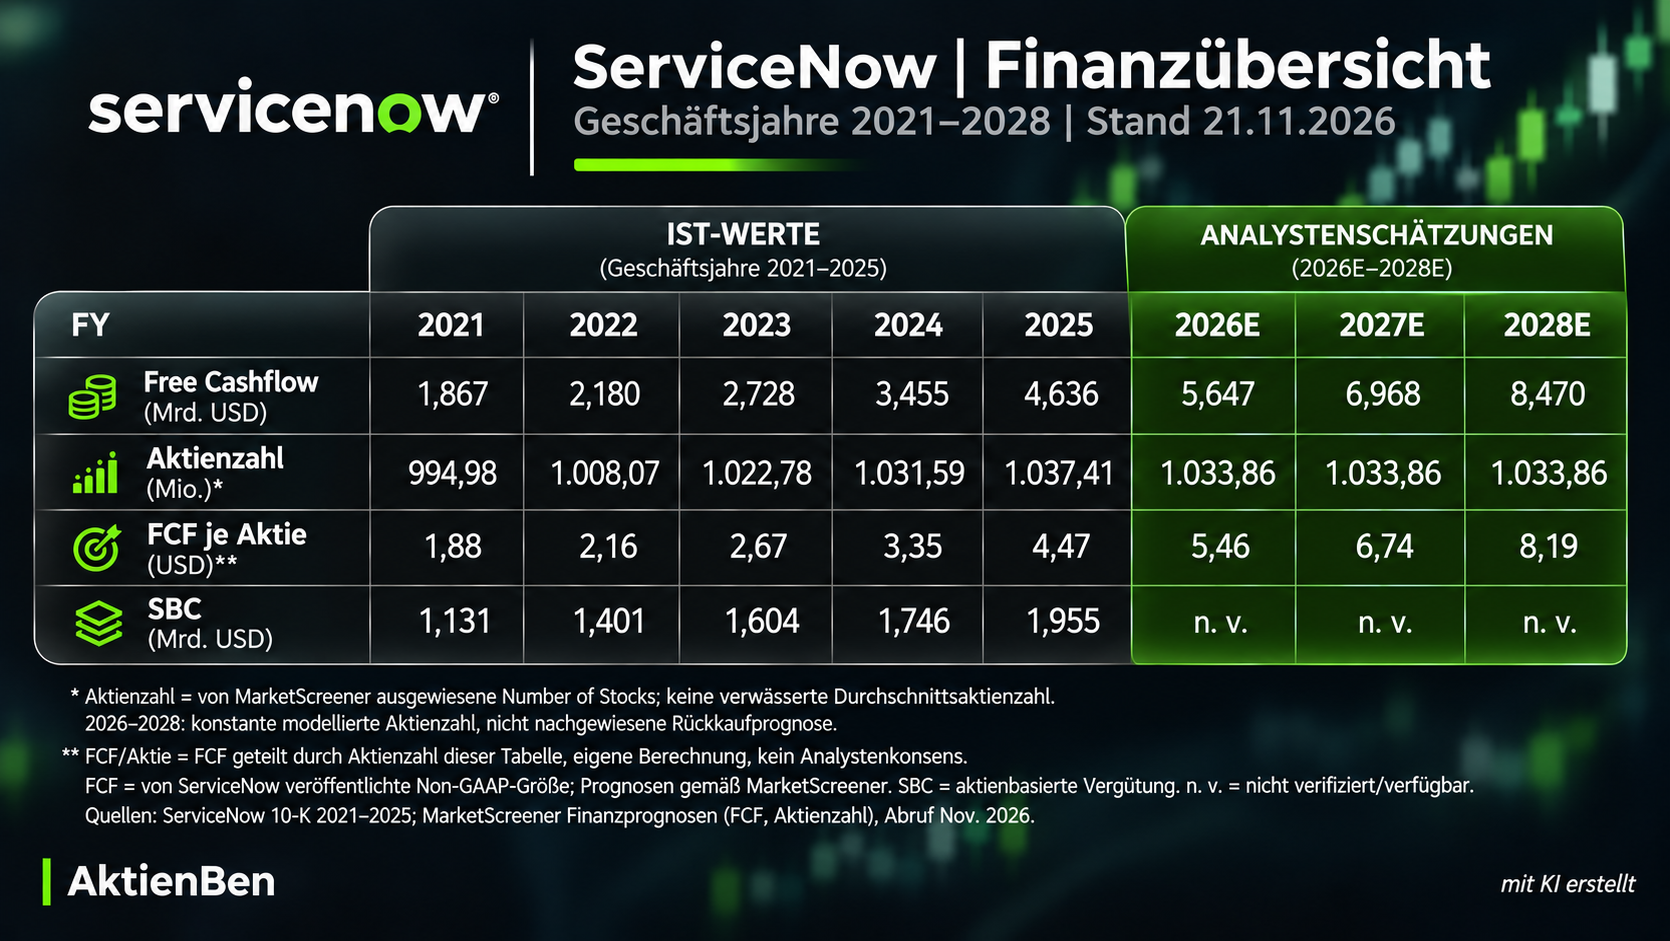 servicenow®
ServiceNow | Finanzübersicht
Geschäftsjahre 2021–2028 | Stand 21.11.2026
IST-WERTE
(Geschäftsjahre 2021–2025)
ANALYSTENSCHÄTZUNGEN
(2026E–2028E)
FY 2021 2022 2023 2024 2025 2026E 2027E 2028E
Free Cashflow
(Mrd. USD)
1,867 2,180 2,728 3,455 4,636 5,647 6,968 8,470
Aktienzahl
(Mio.)*
994,98 1.008,07 1.022,78 1.031,59 1.037,41 1.033,86 1.033,86 1.033,86
FCF je Aktie
(USD)**
1,88 2,16 2,67 3,35 4,47 5,46 6,74 8,19
SBC
(Mrd. USD)
1,131 1,401 1,604 1,746 1,955 n. v. n. v. n. v.
* Aktienzahl = von MarketScreener ausgewiesene Number of Stocks; keine verwässerte Durchschnittsaktienzahl.
2026–2028: konstante modellierte Aktienzahl, nicht nachgewiesene Rückkaufprognose.
** FCF/Aktie = FCF geteilt durch Aktienzahl dieser Tabelle, eigene Berechnung, kein Analystenkonsens.
FCF = von ServiceNow veröffentlichte Non-GAAP-Größe; Prognosen gemäß MarketScreener. SBC = aktienbasierte Vergütung. n. v. = nicht verifiziert/verfügbar.
Quellen: ServiceNow 10-K 2021–2025; MarketScreener Finanzprognosen (FCF, Aktienzahl), Abruf Nov. 2026.
AktienBen
mit KI erstellt